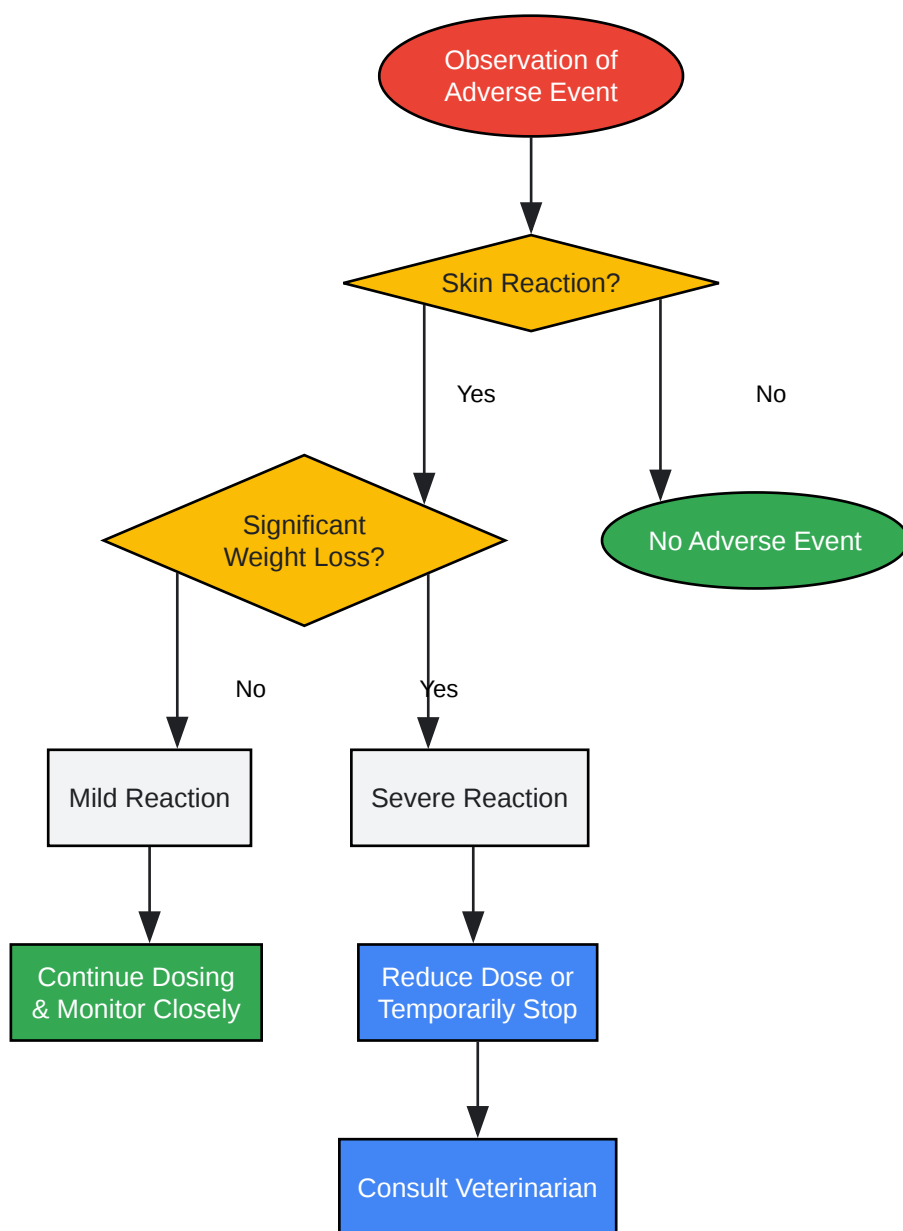 Observation of
Adverse Event
Skin Reaction?
Yes
No
Significant
Weight Loss?
No Adverse Event
No
Yes
Mild Reaction
Severe Reaction
Continue Dosing
& Monitor Closely
Reduce Dose or
Temporarily Stop
Consult Veterinarian